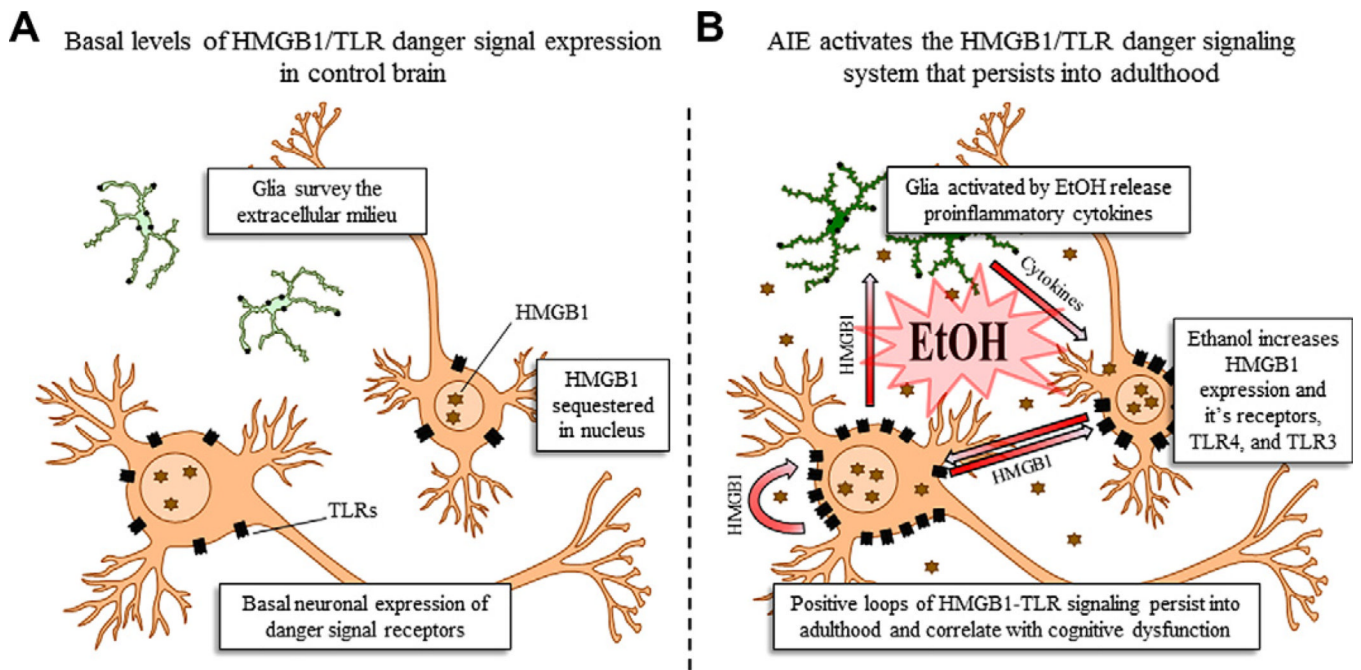 A
Basal levels of HMGB1/TLR danger signal expression
in control brain
Glia survey the
extracellular milieu
HMGB1
HMGB1
sequestered
in nucleus
TLRs
Basal neuronal expression of
danger signal receptors
B
AIE activates the HMGB1/TLR danger signaling
system that persists into adulthood
Glia activated by EtOH release
proinflammatory cytokines
Cytokines
HMGB1
EtOH
Ethanol increases
HMGB1
expression and
it's receptors,
TLR4, and TLR3
HMGB1
HMGB1
Positive loops of HMGB1-TLR signaling persist into
adulthood and correlate with cognitive dysfunction